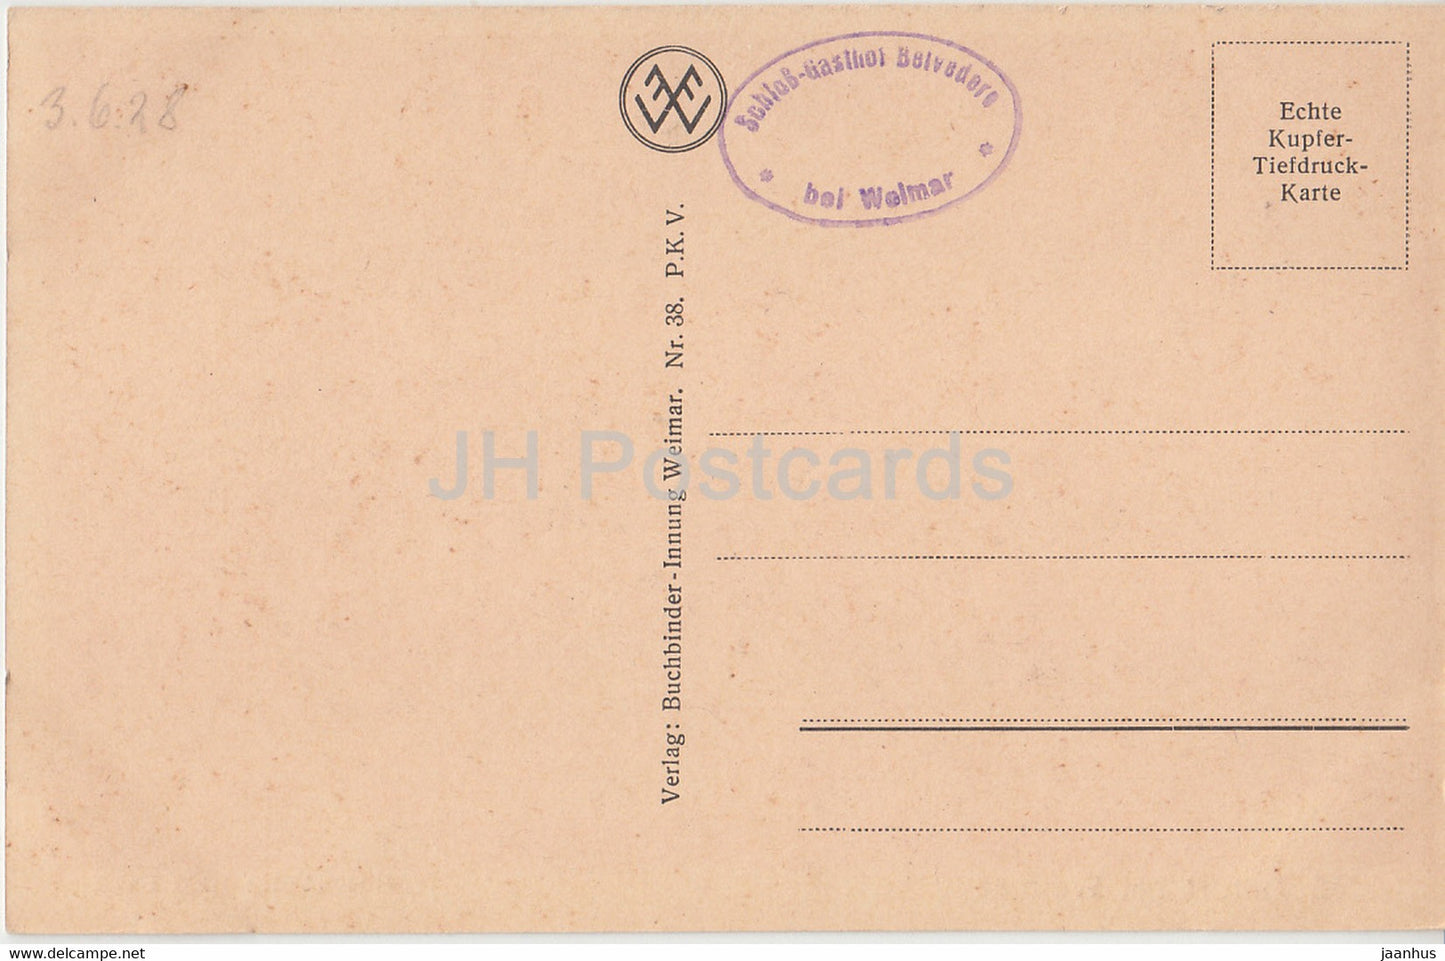 3.6.28
Schloß-Gasthof Belvedere
* bei Weimar *
Echte
Kupfer-
Tiefdruck-
Karte
Verlag: Buchbinder-Innung Weimar. Nr. 38. P.K.V.
JH Postcards
https://www.delcampe.net
jaanhus